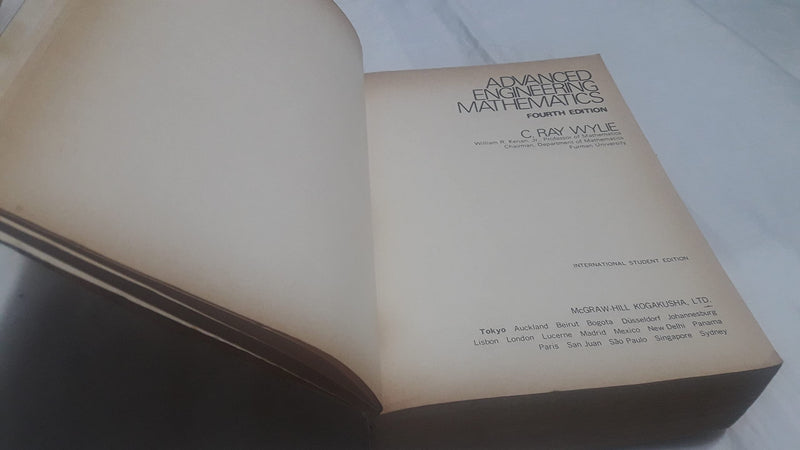 ADVANCED
ENGINEERING
MATHEMATICS
FOURTH EDITION
C. RAY WYLIE
William R. Kenan, Jr., Professor of Mathematics
Chairman, Department of Mathematics
Furman University
INTERNATIONAL STUDENT EDITION
McGRAW-HILL KOGAKUSHA, LTD.
Tokyo Auckland Beirut Bogota Düsseldorf Johannesburg
Lisbon London Lucerne Madrid Mexico New Delhi Panama
Paris San Juan São Paulo Singapore Sydney